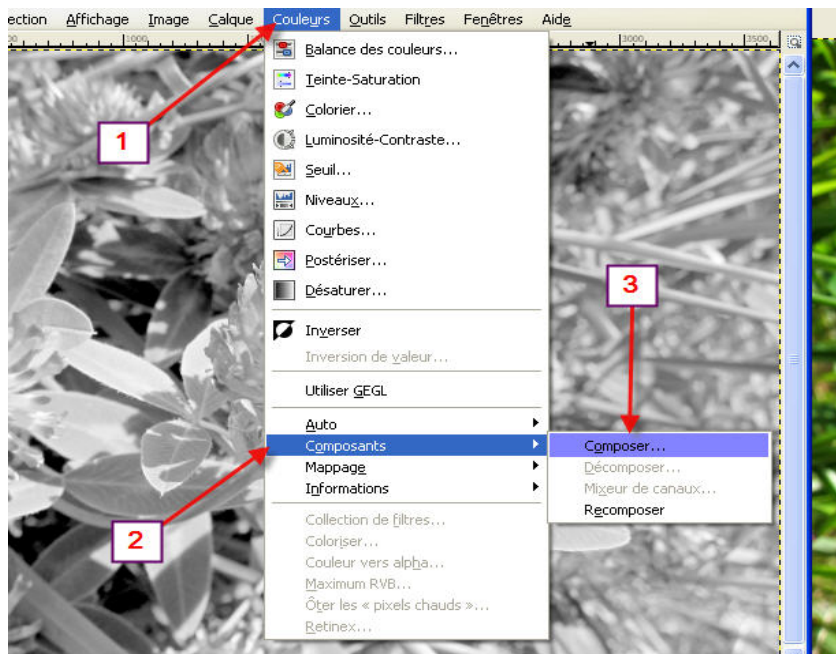 ection Affichage Image Calque Couleurs Outils Filtres Fenêtres Aide
1000 3000 3500
Balance des couleurs...
Teinte-Saturation
Colorier...
1
Luminosité-Contraste...
Seuil...
Niveaux...
Courbes...
Postériser...
3
Désaturer...
Inverser
Inversion de valeur...
Utiliser GEGL
Auto
Composants
Composer...
Mappage
Décomposer...
Informations
Mixeur de canaux...
Recomposer
Collection de filtres...
2
Coloriser...
Couleur vers alpha...
Maximum RVB...
Ôter les « pixels chauds »...
Retinex...